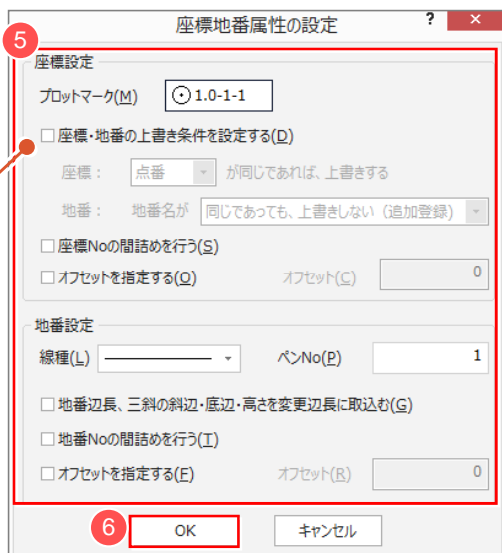 座標地番属性の設定 ? ×
5
座標設定
プロットマーク(M) 1.0-1-1
座標・地番の上書き条件を設定する(D)
座標： 点番 が同じであれば、上書きする
地番： 地番名が 同じであっても、上書きしない（追加登録）
座標Noの間詰めを行う(S)
オフセットを指定する(O) オフセット(C) 0
地番設定
線種(L) ペンNo(P) 1
地番辺長、三斜の斜辺・底辺・高さを変更辺長に取込む(G)
地番Noの間詰めを行う(T)
オフセットを指定する(F) オフセット(R) 0
6 OK キャンセル